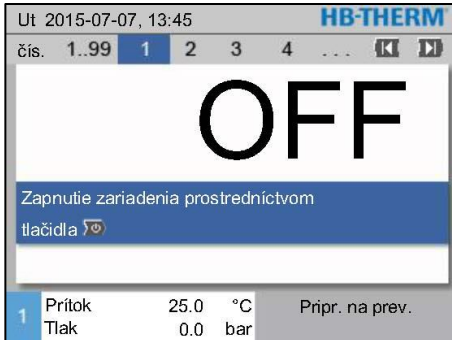 Ut 2015-07-07, 13:45 HB-THERM
čís. 1..99 1 2 3 4 ...
OFF
Zapnutie zariadenia prostredníctvom
tlačidla
1 Prítok 25.0 °C Pripr. na prev.
Tlak 0.0 bar